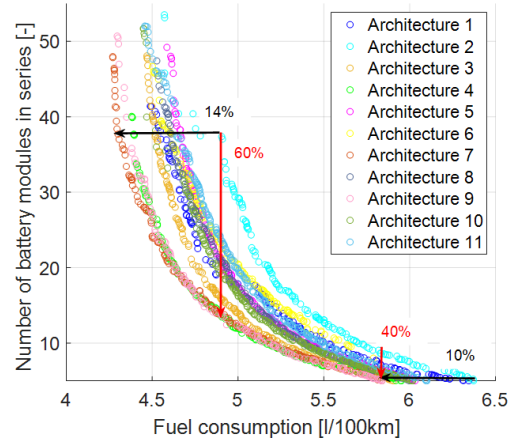 Number of battery modules in series [-]
50
40
30
20
10
4
4.5
5
5.5
6
6.5
Fuel consumption [l/100km]
14%
60%
40%
10%
Architecture 1
Architecture 2
Architecture 3
Architecture 4
Architecture 5
Architecture 6
Architecture 7
Architecture 8
Architecture 9
Architecture 10
Architecture 11